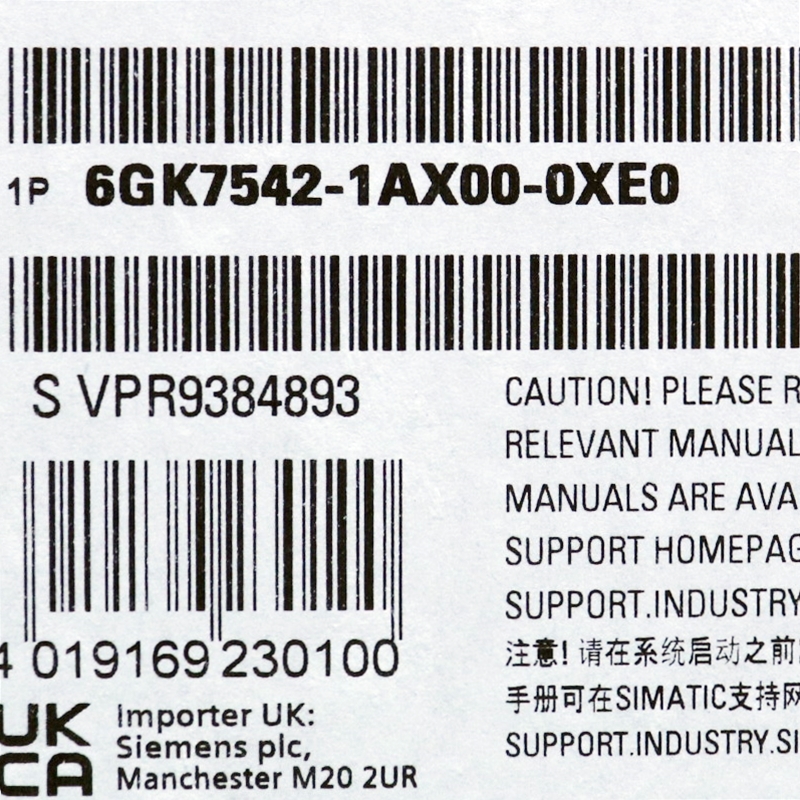 1P 6GK7542-1AX00-0XE0
S VPR9384893
CAUTION! PLEASE R
RELEVANT MANUAL
MANUALS ARE AVA
SUPPORT HOMEPAG
SUPPORT.INDUSTRY
注意! 请在系统启动之前
手册可在SIMATIC支持网
SUPPORT.INDUSTRY.SI
4 019169 230100
UK
CA
Importer UK:
Siemens plc,
Manchester M20 2UR